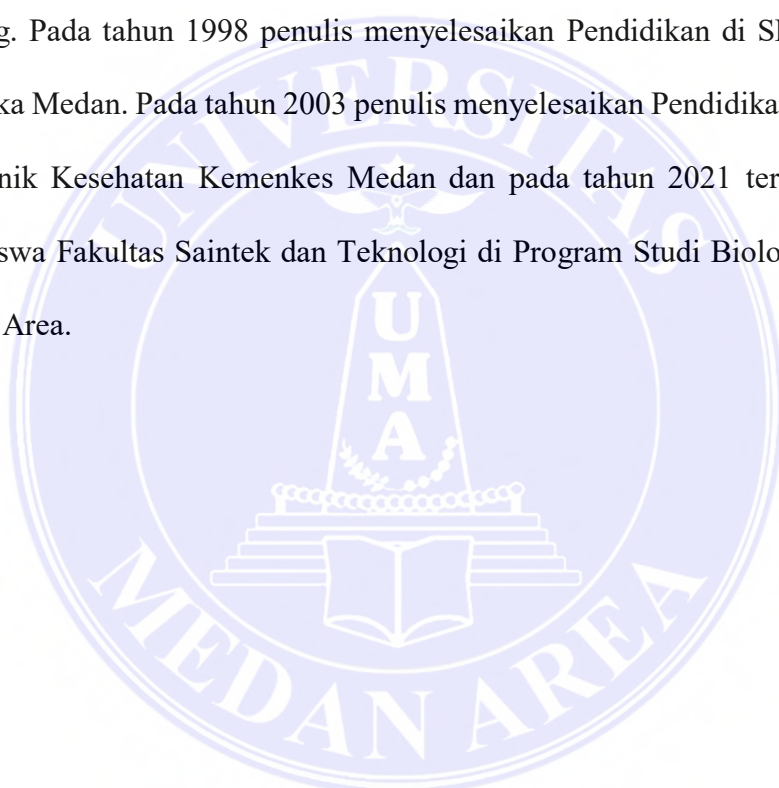 g. Pada tahun 1998 penulis menyelesaikan Pendidikan di
ka Medan. Pada tahun 2003 penulis menyelesaikan Pendidika
nik Kesehatan Kemenkes Medan dan pada tahun 2021 ter
swa Fakultas Saintek dan Teknologi di Program Studi Biolo
Area.
UNIVERSITAS
UMA
MEDAN AREA